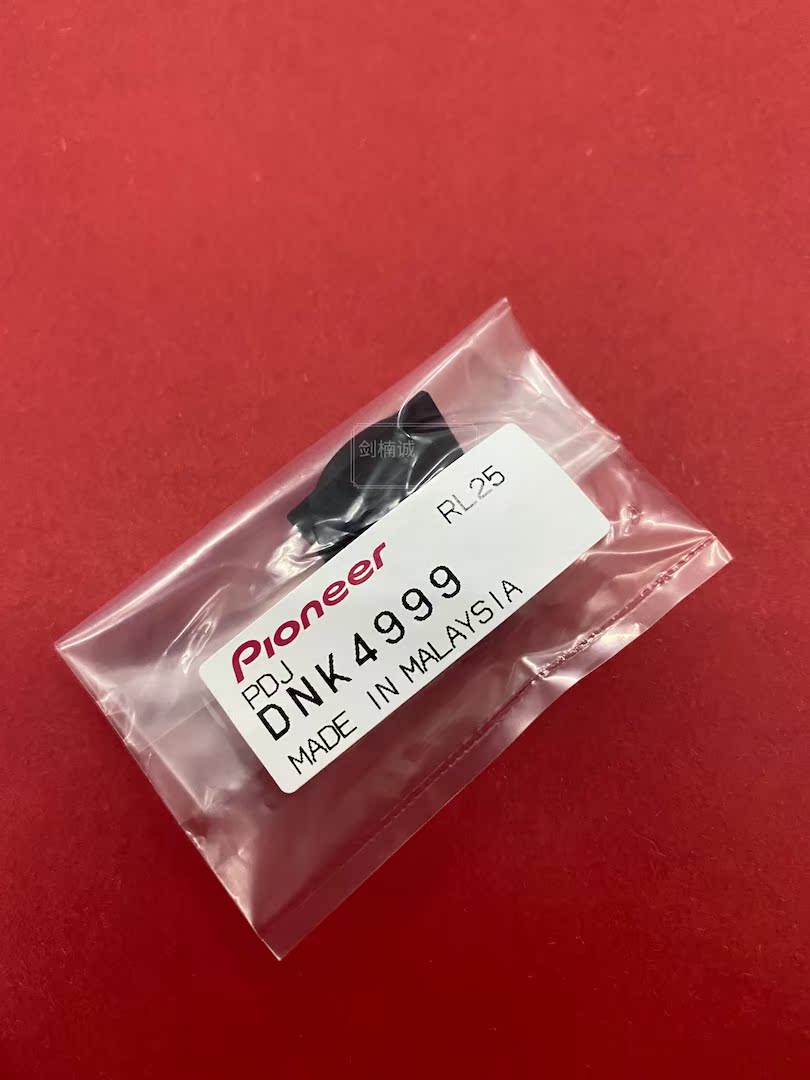 剑楠诚
RL25
Pioneer
PDJ
DNK4999
MADE IN MALAYSIA